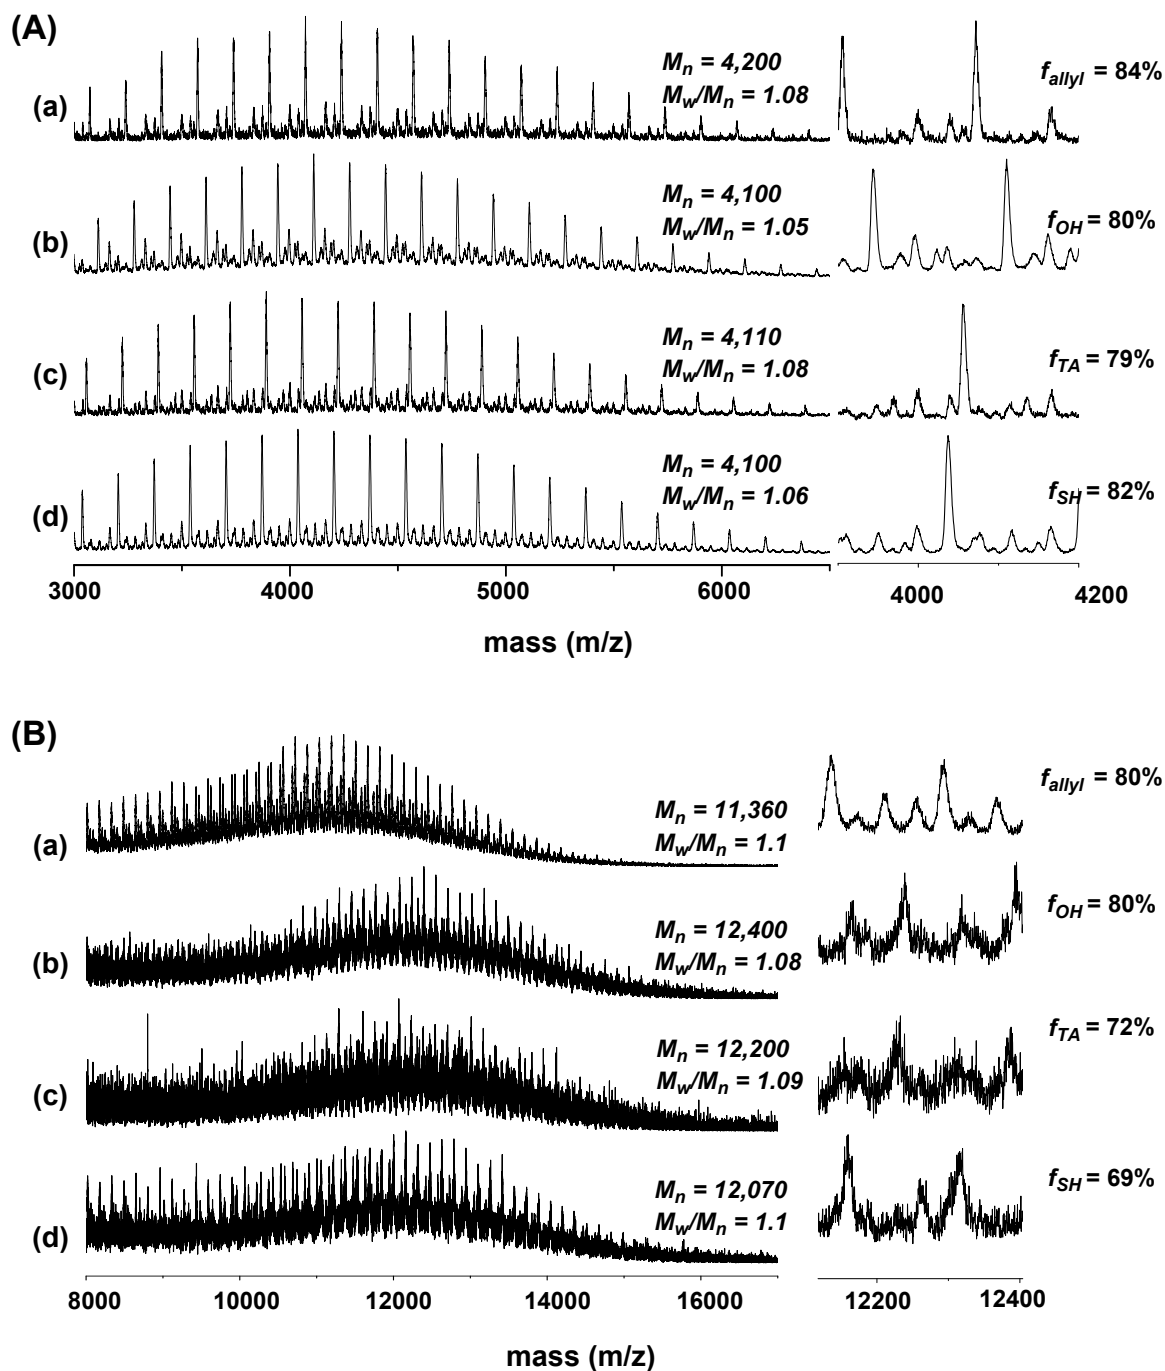 (A)
(a)
M_n = 4,200
M_w/M_n = 1.08
f_allyl = 84%
(b)
M_n = 4,100
M_w/M_n = 1.05
f_OH = 80%
(c)
M_n = 4,110
M_w/M_n = 1.08
f_TA = 79%
(d)
M_n = 4,100
M_w/M_n = 1.06
f_SH = 82%
3000 4000 5000 6000 4000 4200
mass (m/z)
(B)
(a)
M_n = 11,360
M_w/M_n = 1.1
f_allyl = 80%
(b)
M_n = 12,400
M_w/M_n = 1.08
f_OH = 80%
(c)
M_n = 12,200
M_w/M_n = 1.09
f_TA = 72%
(d)
M_n = 12,070
M_w/M_n = 1.1
f_SH = 69%
8000 10000 12000 14000 16000 12200 12400
mass (m/z)